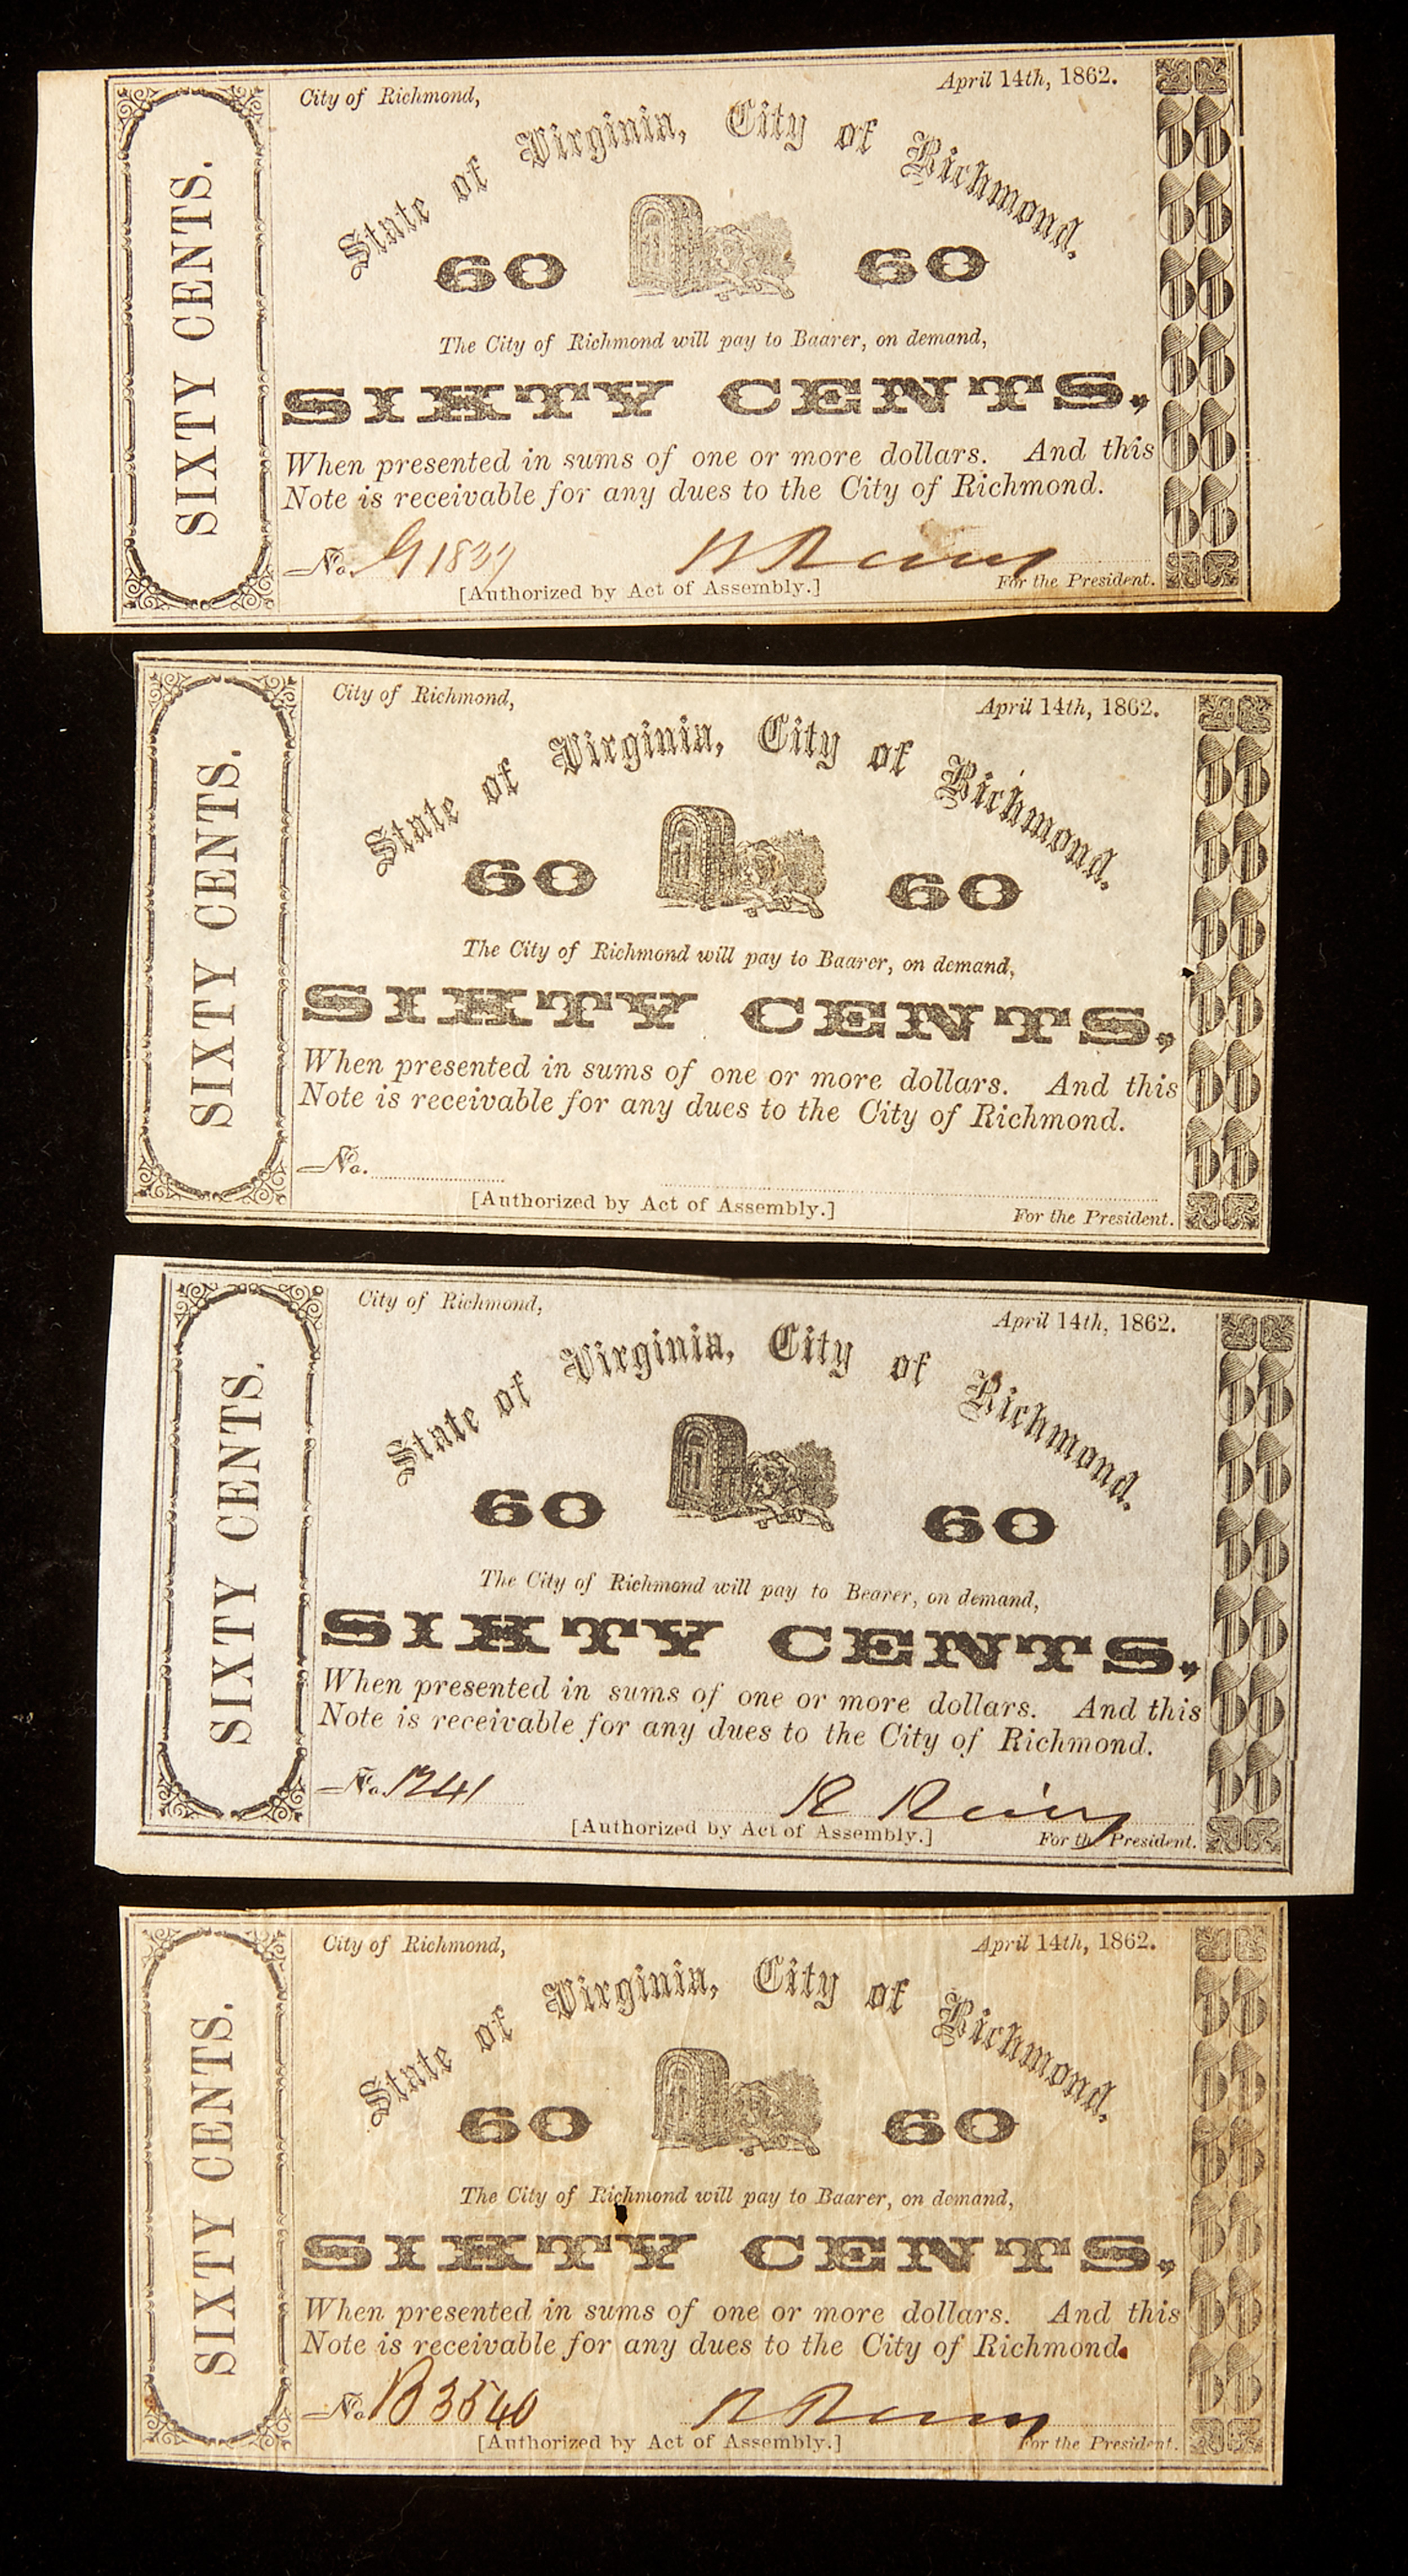 SIXTY CENTS.
City of Richmond,
April 14th, 1862.
State of Virginia, City of Richmond.
60 60
The City of Richmond will pay to Baarer, on demand,
SIXTY CENTS,
When presented in sums of one or more dollars. And this
Note is receivable for any dues to the City of Richmond.
No. G 1837
[Authorized by Act of Assembly.]
For the President.
SIXTY CENTS.
City of Richmond,
April 14th, 1862.
State of Virginia, City of Richmond.
60 60
The City of Richmond will pay to Baarer, on demand,
SIXTY CENTS,
When presented in sums of one or more dollars. And this
Note is receivable for any dues to the City of Richmond.
No.
[Authorized by Act of Assembly.]
For the President.
SIXTY CENTS.
City of Richmond,
April 14th, 1862.
State of Virginia, City of Richmond.
60 60
The City of Richmond will pay to Bearer, on demand,
SIXTY CENTS,
When presented in sums of one or more dollars. And this
Note is receivable for any dues to the City of Richmond.
No. 1241
[Authorized by Act of Assembly.]
For the President.
SIXTY CENTS.
City of Richmond,
April 14th, 1862.
State of Virginia, City of Richmond.
60 60
The City of Richmond will pay to Baarer, on demand,
SIXTY CENTS,
When presented in sums of one or more dollars. And this
Note is receivable for any dues to the City of Richmond.
No. B 3540
[Authorized by Act of Assembly.]
For the President.